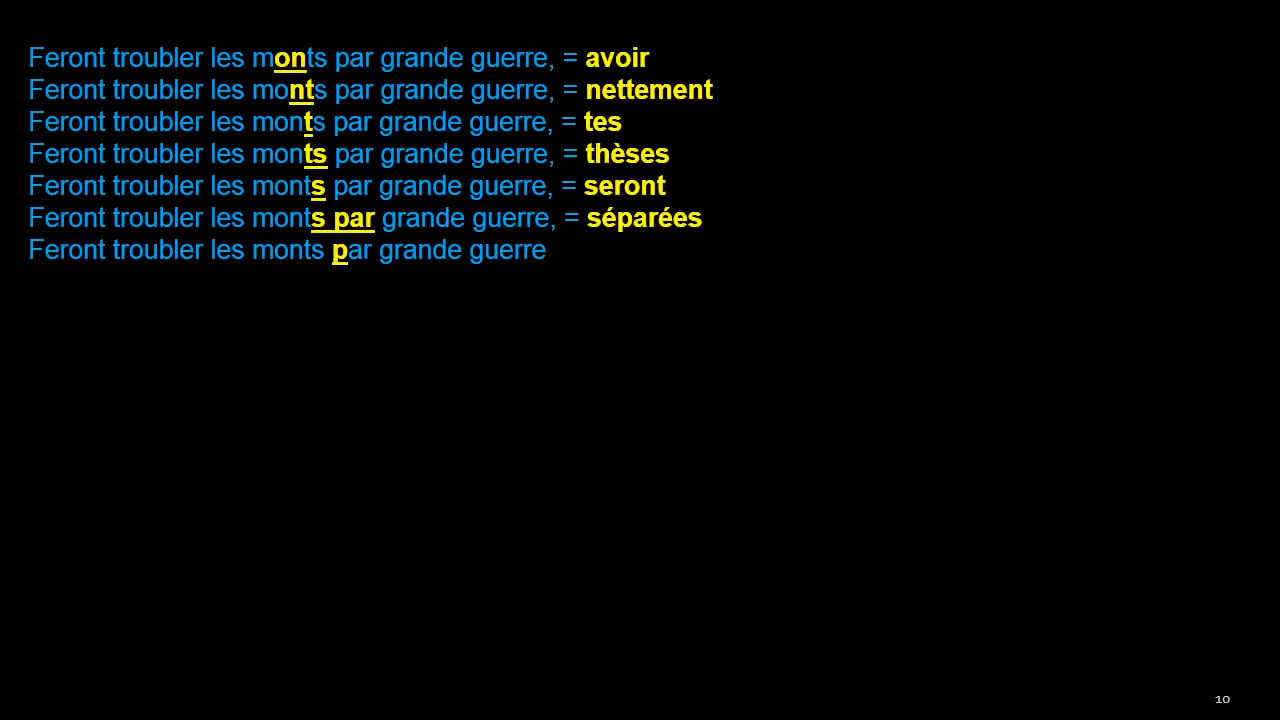 Feront troubler les monts par grande guerre, = avoir
Feront troubler les monts par grande guerre, = nettement
Feront troubler les monts par grande guerre, = tes
Feront troubler les monts par grande guerre, = thèses
Feront troubler les monts par grande guerre, = seront
Feront troubler les monts par grande guerre, = séparées
Feront troubler les monts par grande guerre
10